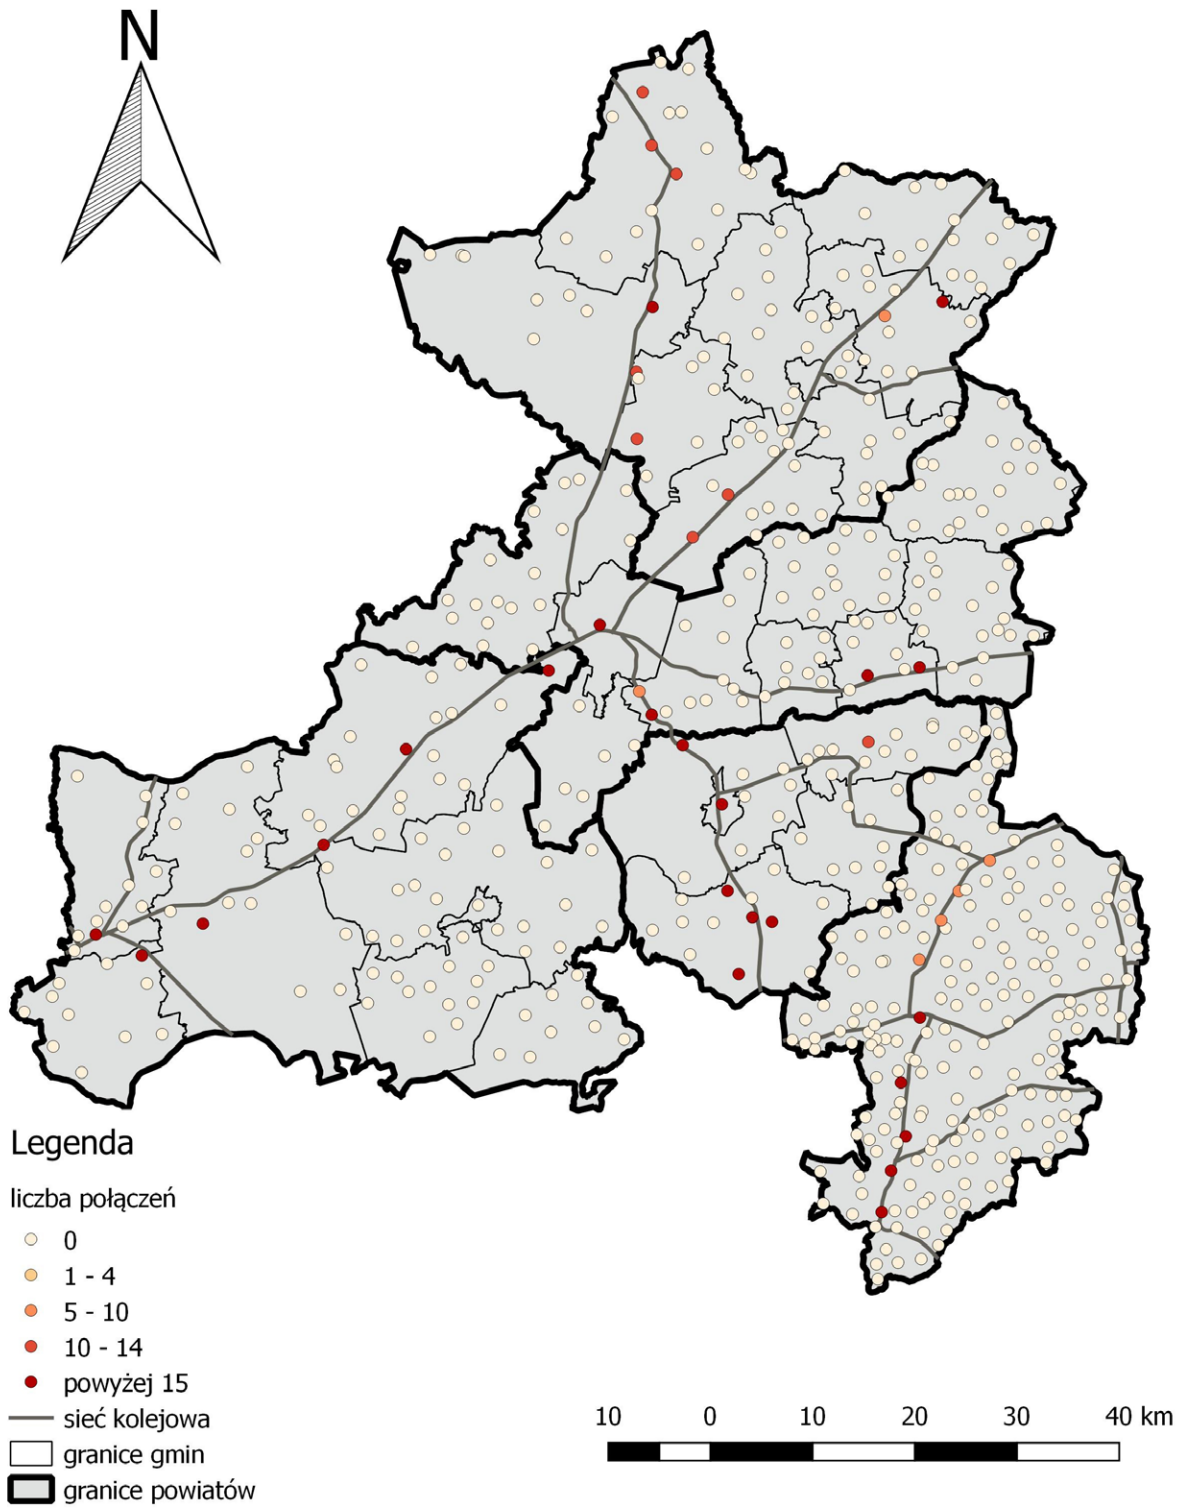 N
Legenda
liczba połączeń
0
1 - 4
5 - 10
10 - 14
powyżej 15
sieć kolejowa
granice gmin
granice powiatów
10 0 10 20 30 40 km